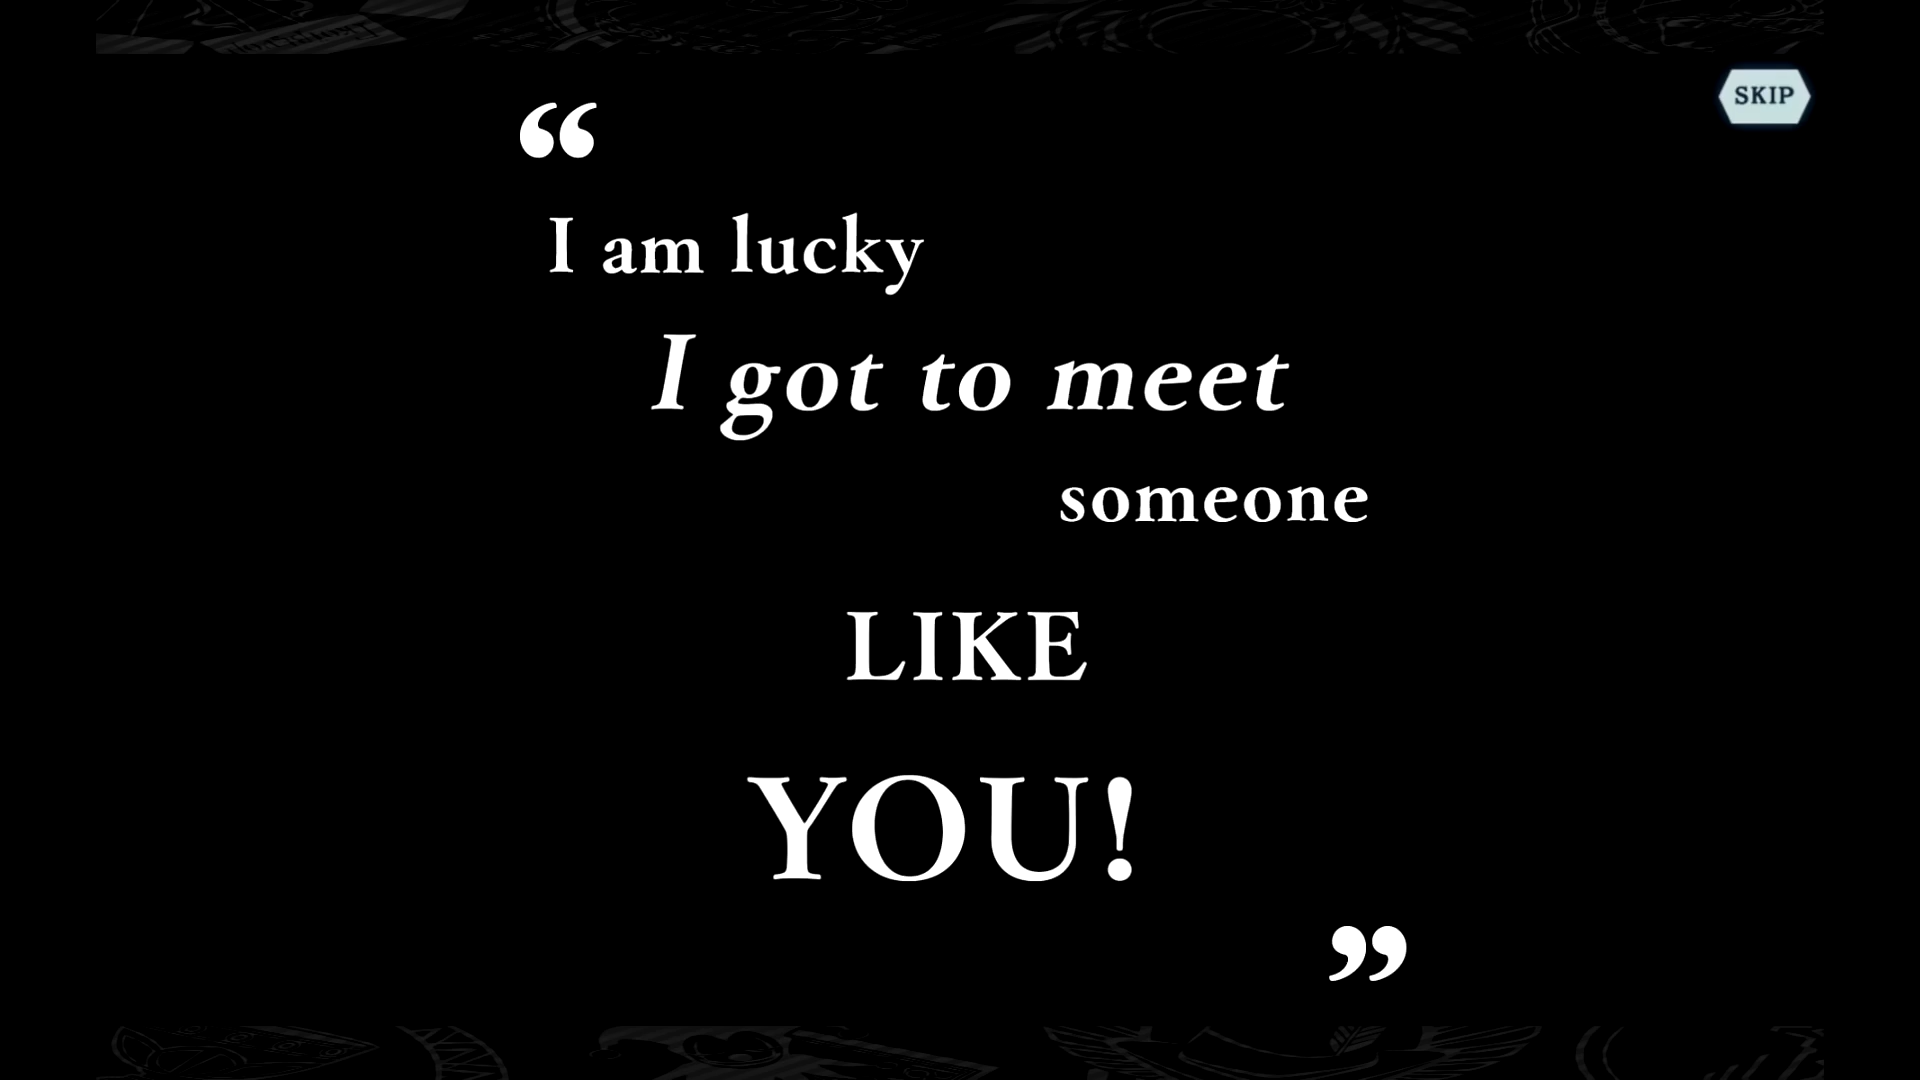 SKIP
“
I am lucky
I got to meet
someone
LIKE
YOU!
”